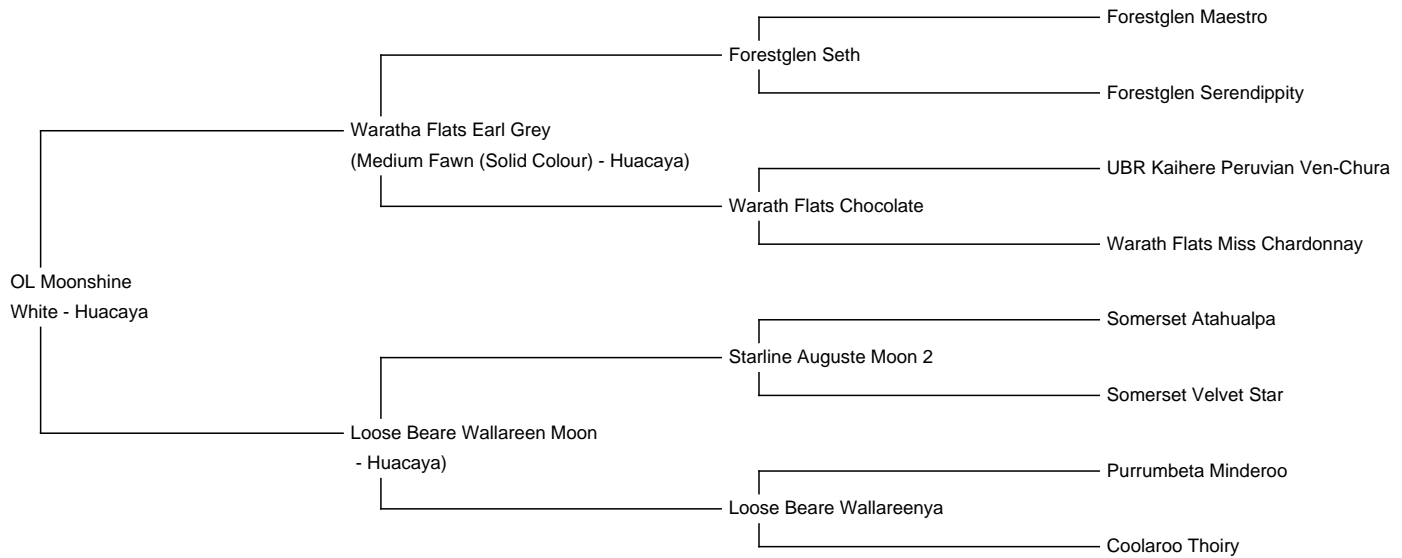 Forestglen Maestro
Forestglen Seth
Forestglen Serendippity
Waratha Flats Earl Grey
(Medium Fawn (Solid Colour) - Huacaya)
UBR Kaihere Peruvian Ven-Chura
Warath Flats Chocolate
Warath Flats Miss Chardonnay
OL Moonshine
White - Huacaya
Somerset Atahualpa
Starline Auguste Moon 2
Somerset Velvet Star
Loose Beare Wallareen Moon
- Huacaya)
Purrumbeta Minderoo
Loose Beare Wallareenya
Coolaroo Thoiry